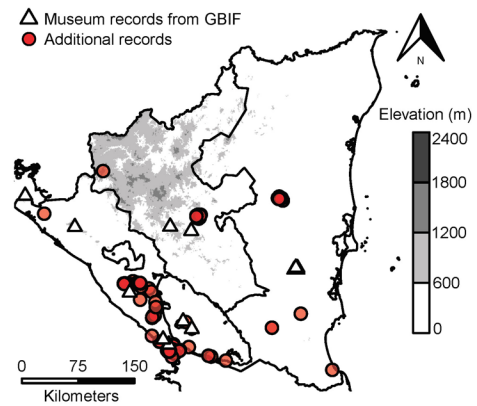 Museum records from GBIF
Additional records
N
Elevation (m)
2400
1800
1200
600
0
0 75 150
Kilometers